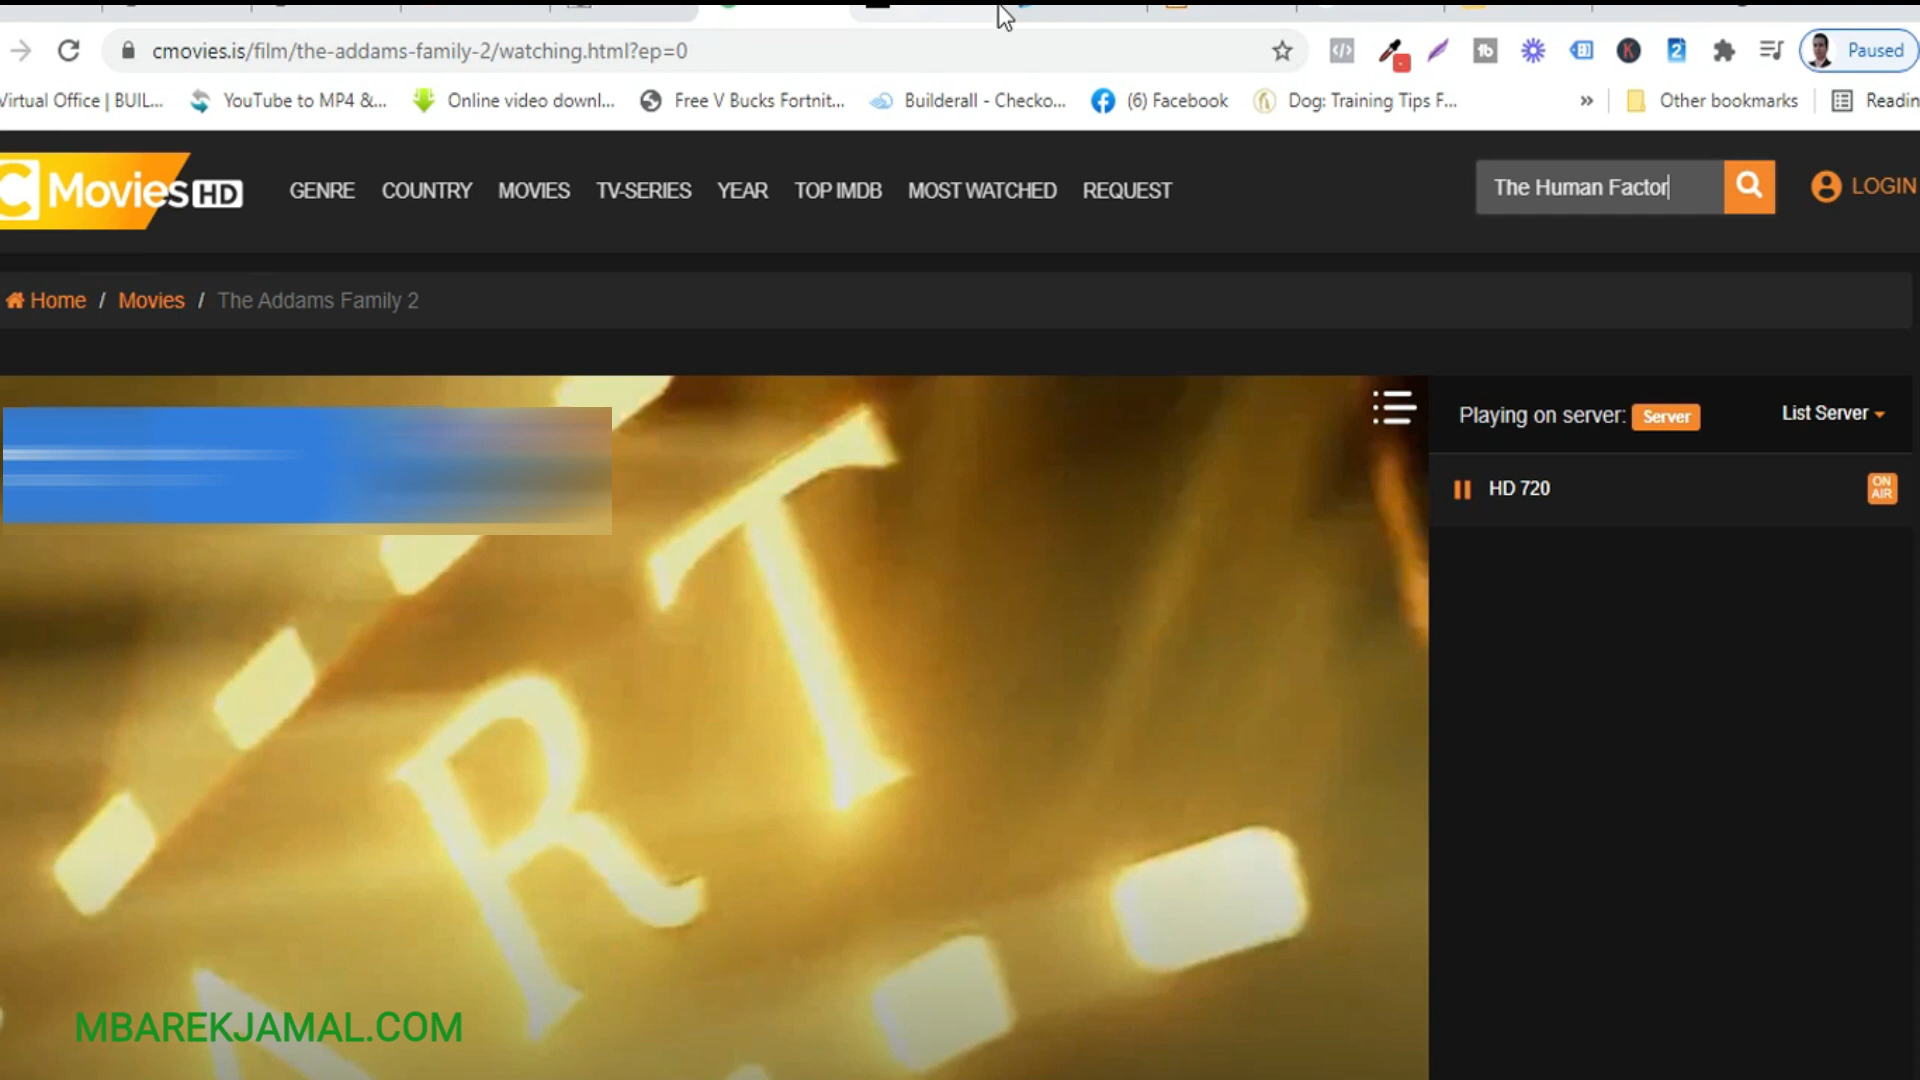 cmovies.is/film/the-addams-family-2/watching.html?ep=0
Paused
Virtual Office | BUIL...
YouTube to MP4 &...
Online video downl...
Free V Bucks Fortnit...
Builderall - Checko...
(6) Facebook
Dog: Training Tips F...
»
Other bookmarks
Readin
C Movies HD
GENRE
COUNTRY
MOVIES
TV-SERIES
YEAR
TOP IMDB
MOST WATCHED
REQUEST
The Human Factor
LOGIN
Home / Movies / The Addams Family 2
Playing on server: Server
List Server
HD 720
ON AIR
T
R
MBAREKJAMAL.COM